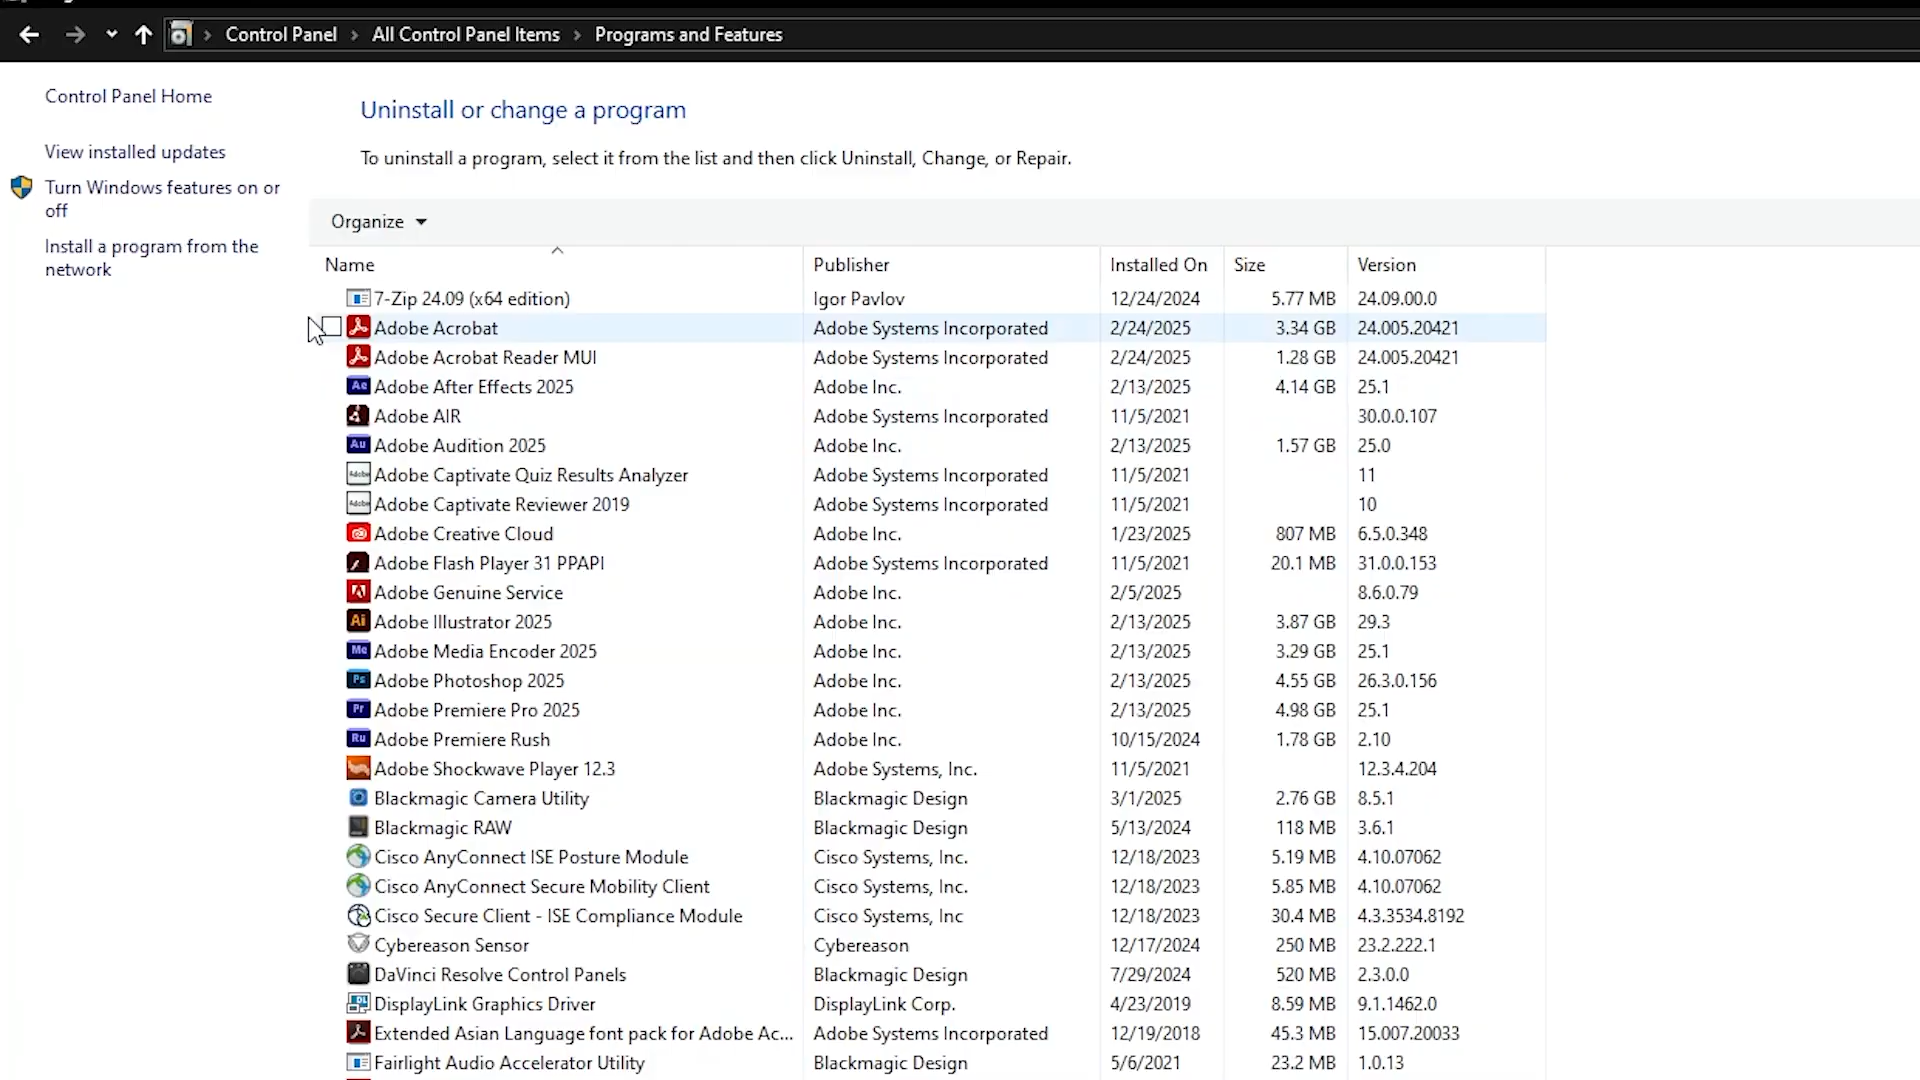 Control Panel > All Control Panel Items > Programs and Features
Control Panel Home
View installed updates
Turn Windows features on or
off
Install a program from the
network
Uninstall or change a program
To uninstall a program, select it from the list and then click Uninstall, Change, or Repair.
Organize
Name Publisher Installed On Size Version
7-Zip 24.09 (x64 edition) Igor Pavlov 12/24/2024 5.77 MB 24.09.00.0
Adobe Acrobat Adobe Systems Incorporated 2/24/2025 3.34 GB 24.005.20421
Adobe Acrobat Reader MUI Adobe Systems Incorporated 2/24/2025 1.28 GB 24.005.20421
Ae Adobe After Effects 2025 Adobe Inc. 2/13/2025 4.14 GB 25.1
Adobe AIR Adobe Systems Incorporated 11/5/2021 30.0.0.107
Au Adobe Audition 2025 Adobe Inc. 2/13/2025 1.57 GB 25.0
Adobe Adobe Captivate Quiz Results Analyzer Adobe Systems Incorporated 11/5/2021 11
Adobe Adobe Captivate Reviewer 2019 Adobe Systems Incorporated 11/5/2021 10
Adobe Creative Cloud Adobe Inc. 1/23/2025 807 MB 6.5.0.348
Adobe Flash Player 31 PPAPI Adobe Systems Incorporated 11/5/2021 20.1 MB 31.0.0.153
Adobe Genuine Service Adobe Inc. 2/5/2025 8.6.0.79
Ai Adobe Illustrator 2025 Adobe Inc. 2/13/2025 3.87 GB 29.3
Me Adobe Media Encoder 2025 Adobe Inc. 2/13/2025 3.29 GB 25.1
Ps Adobe Photoshop 2025 Adobe Inc. 2/13/2025 4.55 GB 26.3.0.156
Pr Adobe Premiere Pro 2025 Adobe Inc. 2/13/2025 4.98 GB 25.1
Ru Adobe Premiere Rush Adobe Inc. 10/15/2024 1.78 GB 2.10
Adobe Shockwave Player 12.3 Adobe Systems, Inc. 11/5/2021 12.3.4.204
Blackmagic Camera Utility Blackmagic Design 3/1/2025 2.76 GB 8.5.1
Blackmagic RAW Blackmagic Design 5/13/2024 118 MB 3.6.1
Cisco AnyConnect ISE Posture Module Cisco Systems, Inc. 12/18/2023 5.19 MB 4.10.07062
Cisco AnyConnect Secure Mobility Client Cisco Systems, Inc. 12/18/2023 5.85 MB 4.10.07062
Cisco Secure Client - ISE Compliance Module Cisco Systems, Inc 12/18/2023 30.4 MB 4.3.3534.8192
Cybereason Sensor Cybereason 12/17/2024 250 MB 23.2.222.1
DaVinci Resolve Control Panels Blackmagic Design 7/29/2024 520 MB 2.3.0.0
DL DisplayLink Graphics Driver DisplayLink Corp. 4/23/2019 8.59 MB 9.1.1462.0
Extended Asian Language font pack for Adobe Ac... Adobe Systems Incorporated 12/19/2018 45.3 MB 15.007.20033
Fairlight Audio Accelerator Utility Blackmagic Design 5/6/2021 23.2 MB 1.0.13